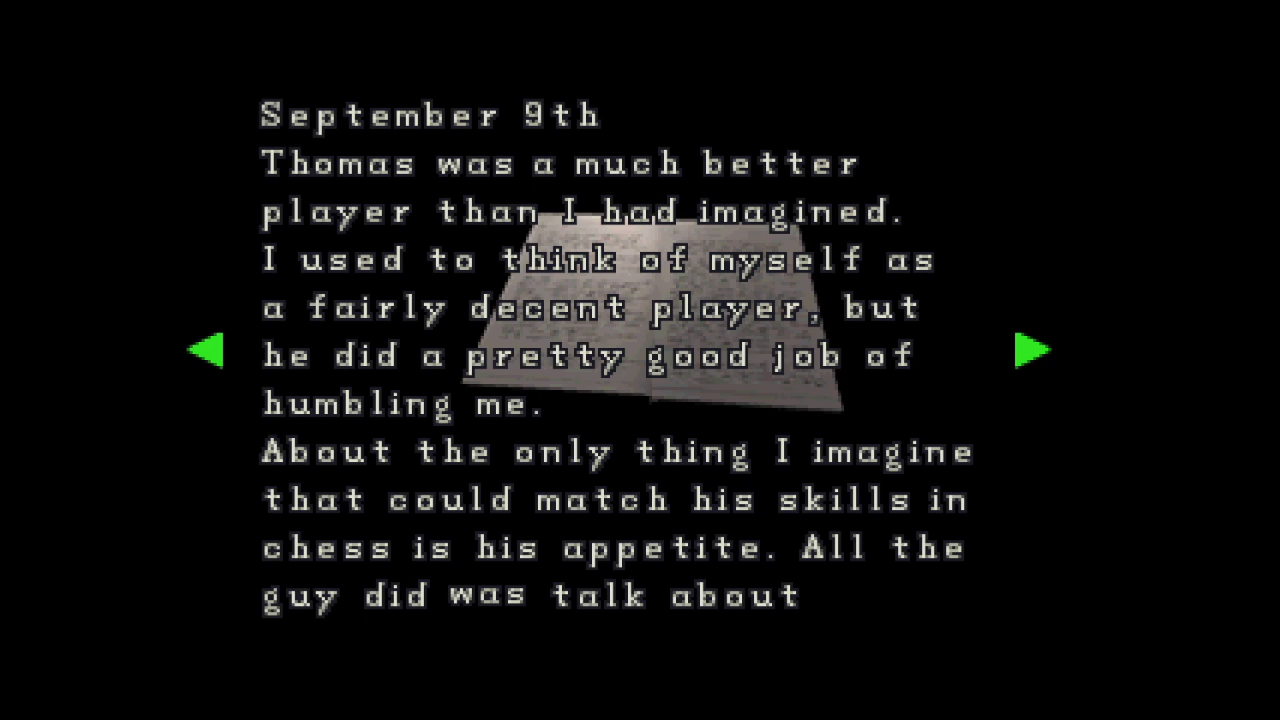 September 9th
Thomas was a much better
player than I had imagined.
I used to think of myself as
a fairly decent player, but
he did a pretty good job of
humbling me.
About the only thing I imagine
that could match his skills in
chess is his appetite. All the
guy did was talk about